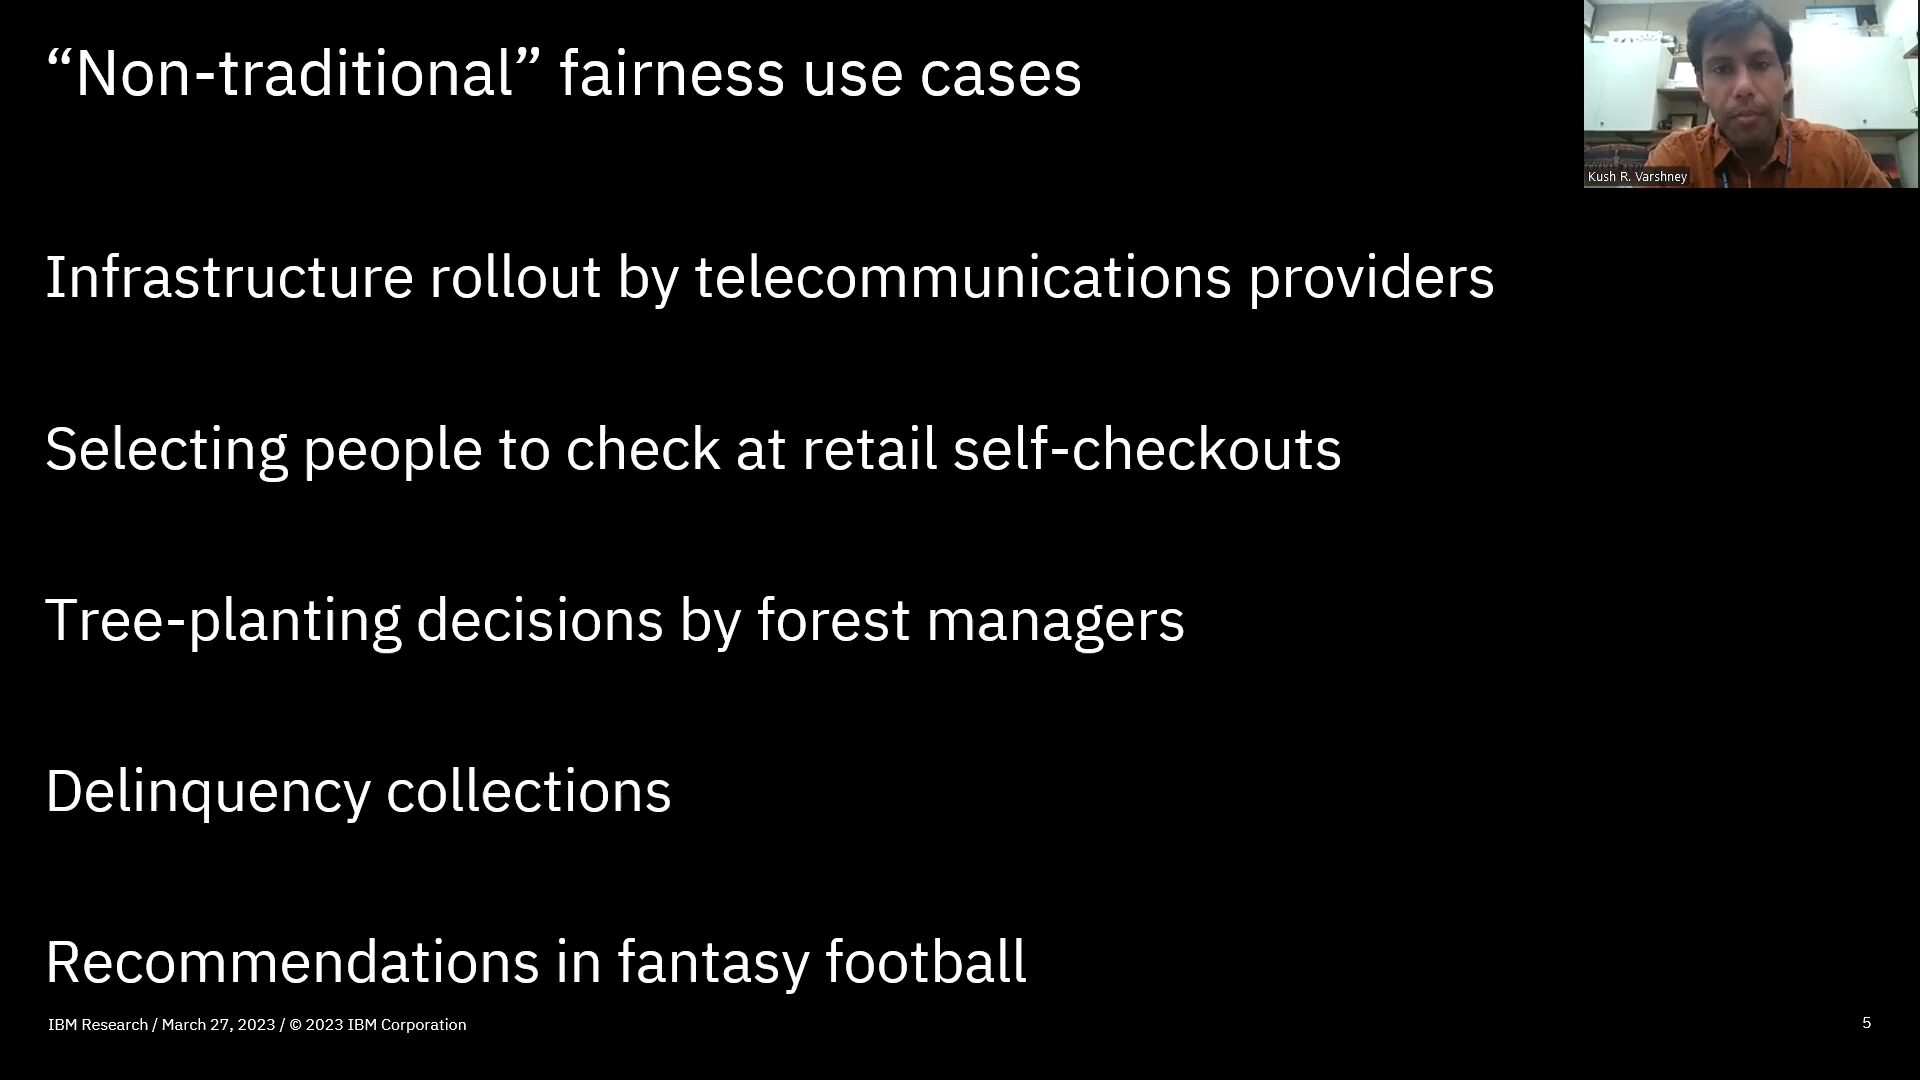 “Non-traditional” fairness use cases
Kush R. Varshney
Infrastructure rollout by telecommunications providers
Selecting people to check at retail self-checkouts
Tree-planting decisions by forest managers
Delinquency collections
Recommendations in fantasy football
IBM Research / March 27, 2023 / © 2023 IBM Corporation
5